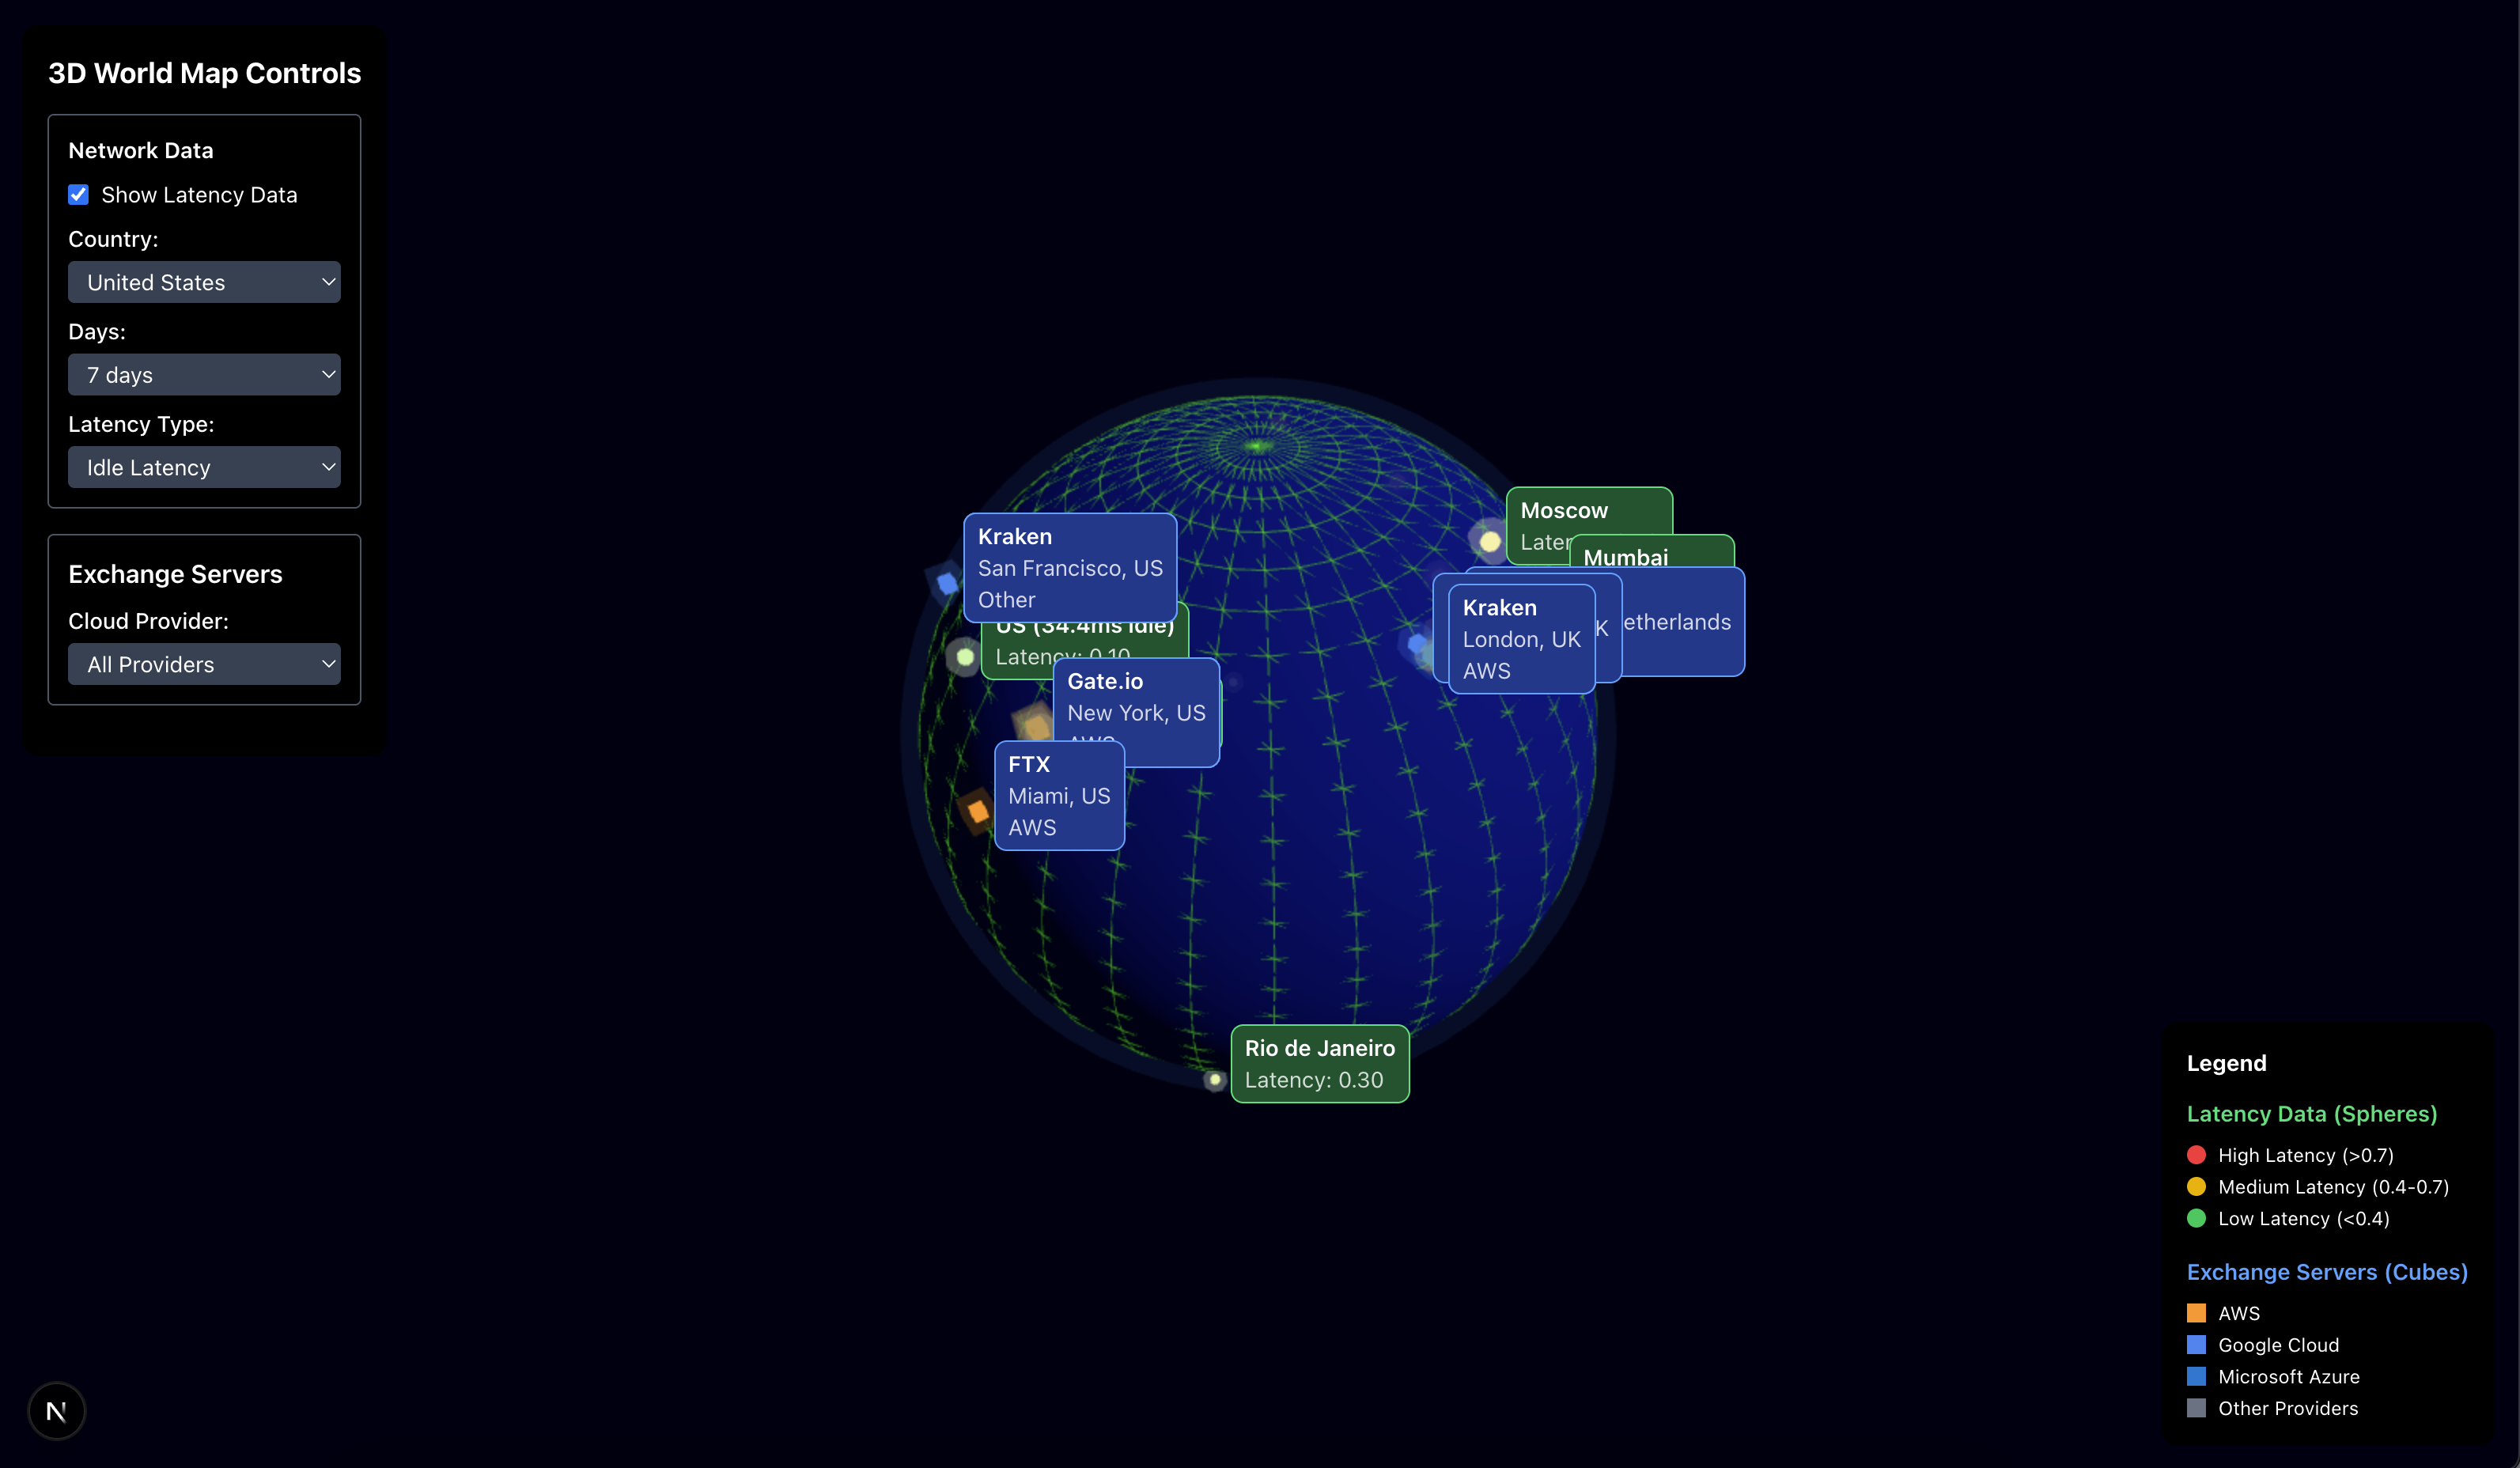 3D World Map Controls
Network Data
Show Latency Data
Country:
United States
Days:
7 days
Latency Type:
Idle Latency
Exchange Servers
Cloud Provider:
All Providers
Kraken
San Francisco, US
Other
US (34.4ms Idle)
Latency: 0.10
Gate.io
New York, US
AWS
FTX
Miami, US
AWS
Moscow
Mumbai
Kraken
London, UK
AWS
K
etherlands
Rio de Janeiro
Latency: 0.30
Legend
Latency Data (Spheres)
High Latency (>0.7)
Medium Latency (0.4-0.7)
Low Latency (<0.4)
Exchange Servers (Cubes)
AWS
Google Cloud
Microsoft Azure
Other Providers
N